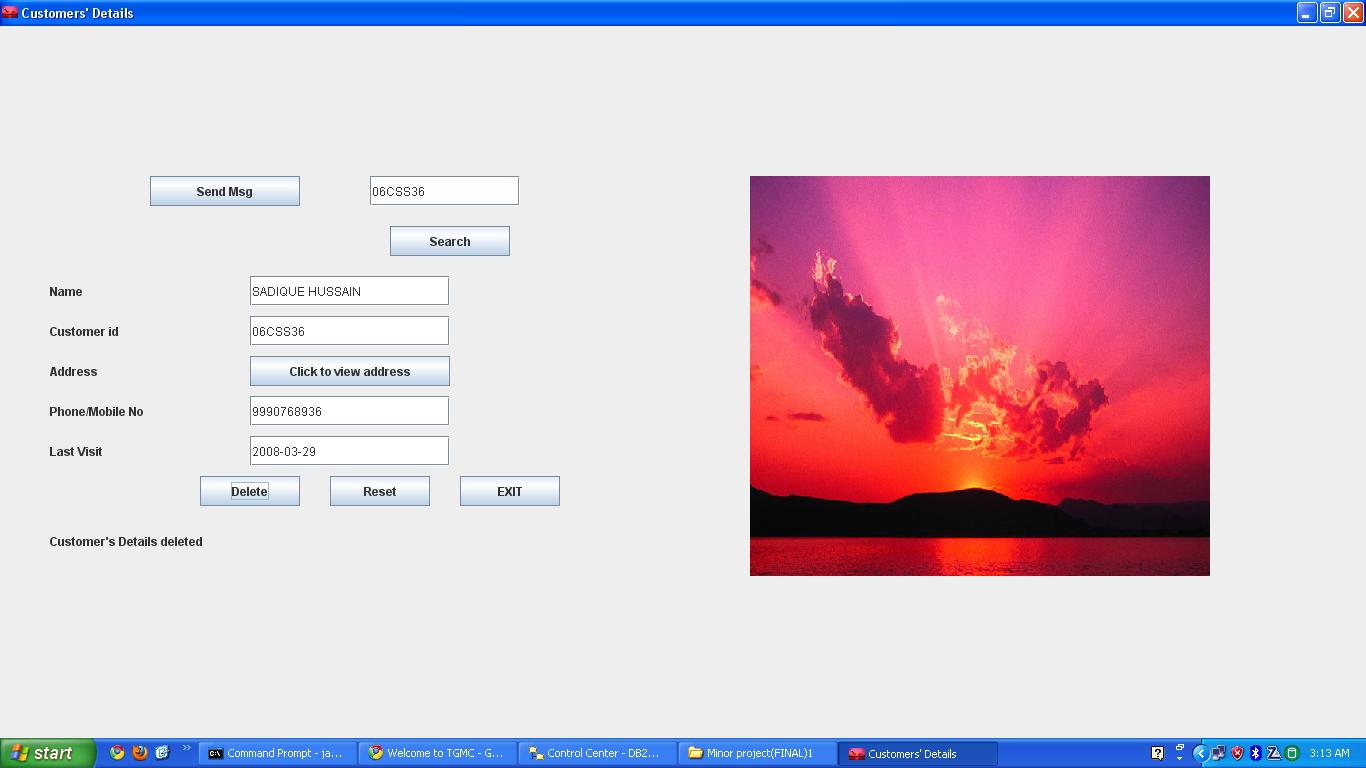 Customers' Details
Send Msg
06CSS36
Search
Name
SADIQUE HUSSAIN
Customer id
06CSS36
Address
Click to view address
Phone/Mobile No
9990768936
Last Visit
2008-03-29
Delete
Reset
EXIT
Customer's Details deleted
start
Command Prompt - ja...
Welcome to TGMC - G...
Control Center - DB2...
Minor project(FINAL)1
Customers' Details
3:13 AM